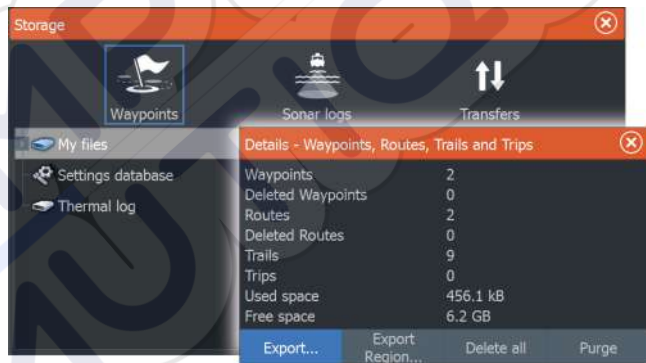 Storage
Waypoints
Sonar logs
Transfers
My files
Settings database
Thermal log
Details - Waypoints, Routes, Trails and Trips
Waypoints 2
Deleted Waypoints 0
Routes 2
Deleted Routes 0
Trails 9
Trips 0
Used space 456.1 kB
Free space 6.2 GB
Export...
Export
Region...
Delete all
Purge